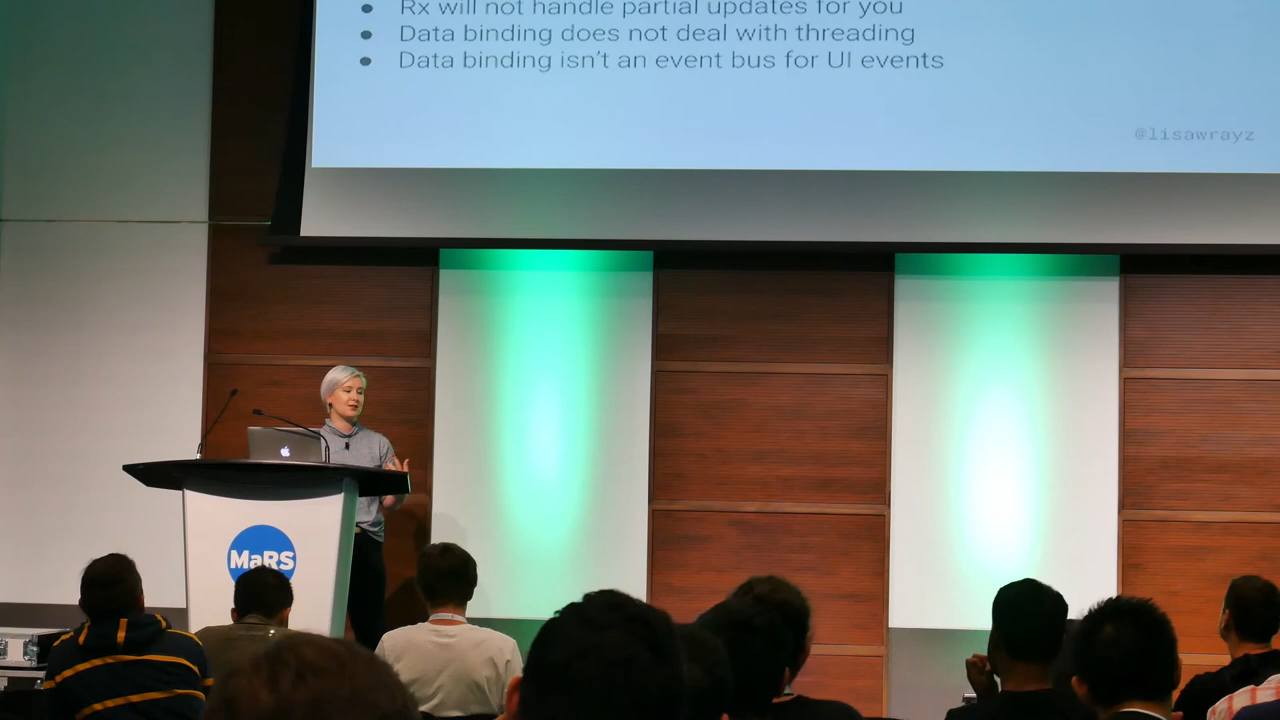 Rx will not handle partial updates for you
Data binding does not deal with threading
Data binding isn't an event bus for UI events
@lisawrayz
MaRS